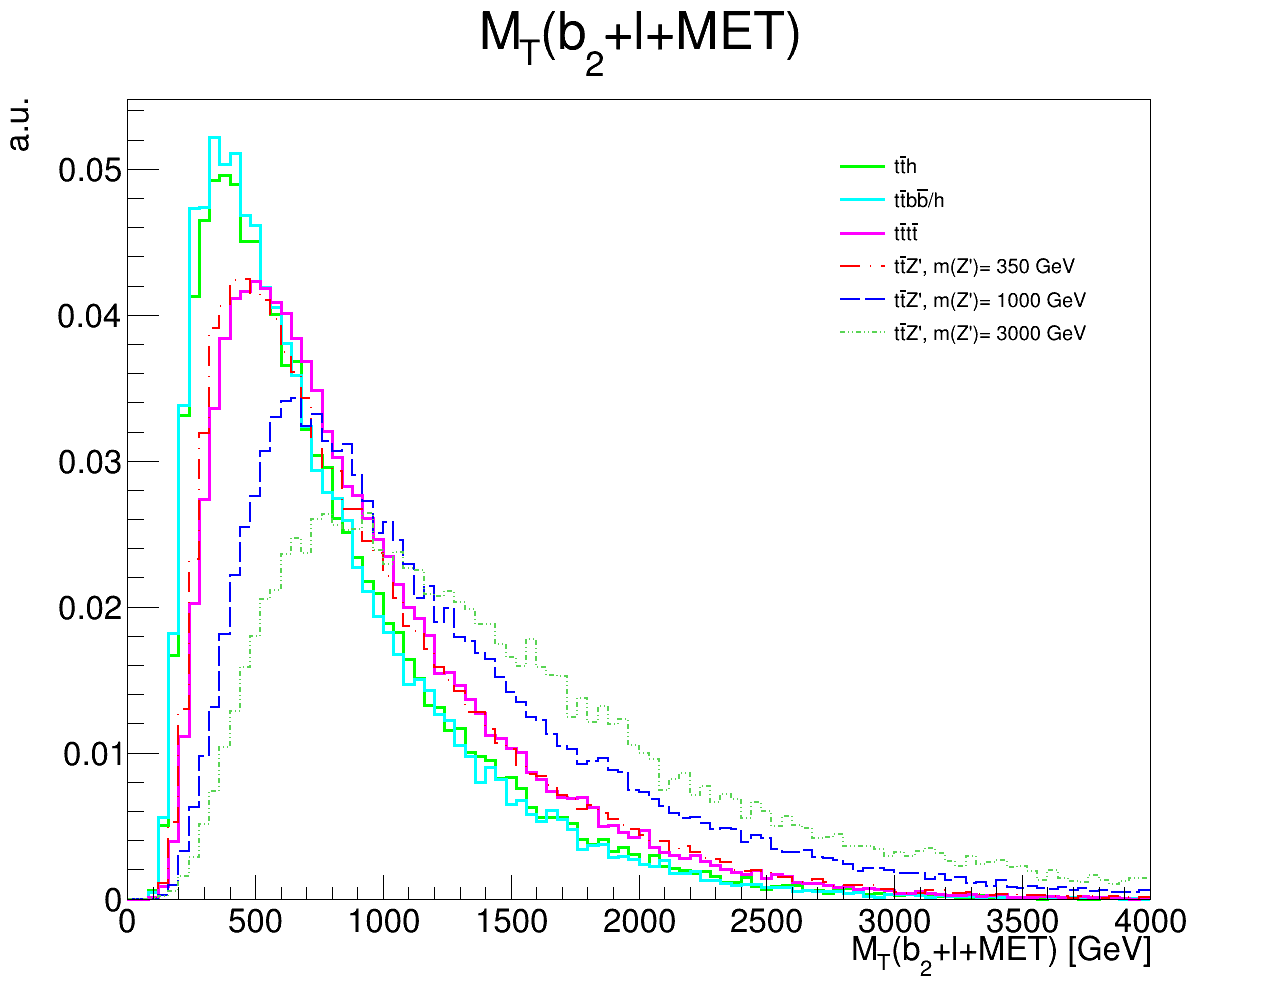 M_T(b_2+l+MET)
a.u.
tt̄h
tt̄bb̄/h
tt̄tt̄
tt̄Z', m(Z')= 350 GeV
tt̄Z', m(Z')= 1000 GeV
tt̄Z', m(Z')= 3000 GeV
0.05
0.04
0.03
0.02
0.01
0
0 500 1000 1500 2000 2500 3000 3500 4000
M_T(b_2+l+MET) [GeV]